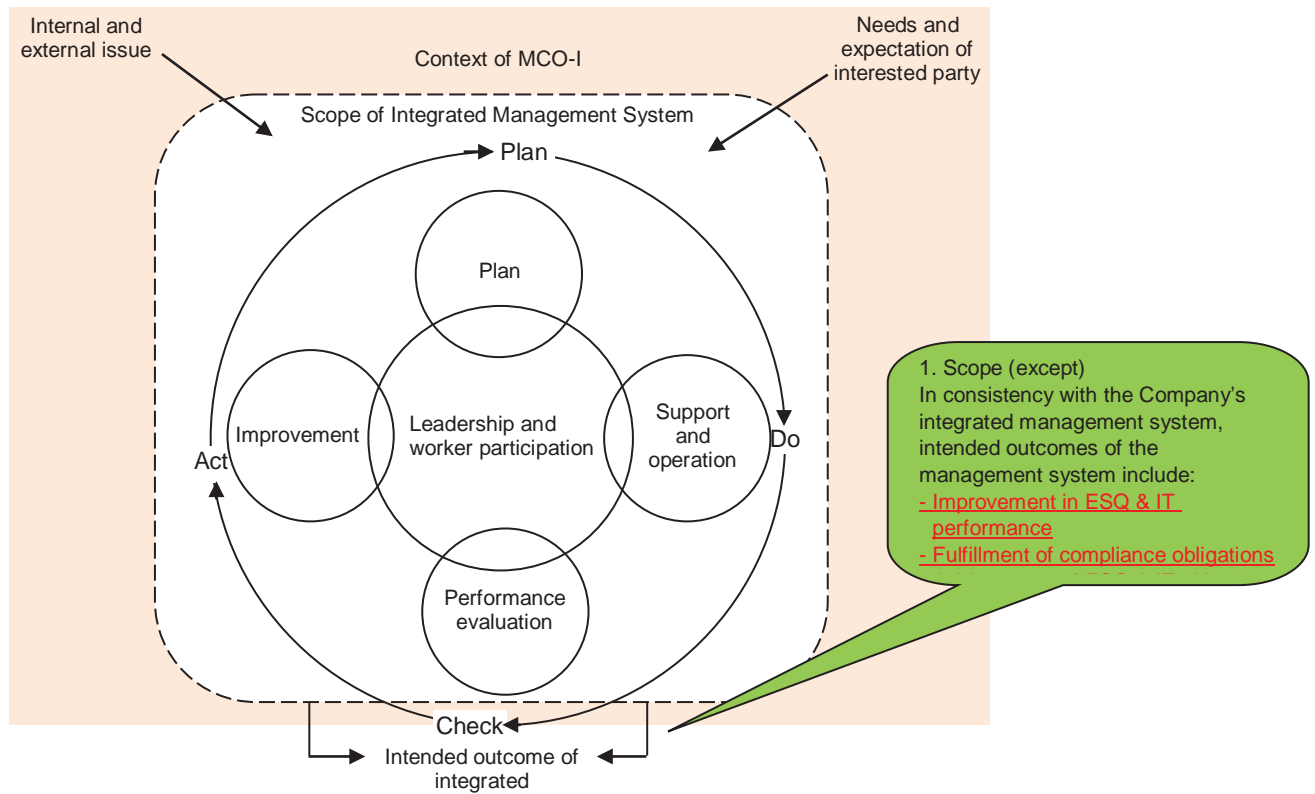 Internal and
external issue
Context of MCO-I
Needs and
expectation of
interested party
Scope of Integrated Management System
Plan
Plan
Improvement
Leadership and
worker participation
Support
and
operation
Act
Do
Performance
evaluation
Check
Intended outcome of
integrated
1. Scope (except)
In consistency with the Company’s
integrated management system,
intended outcomes of the
management system include:
- Improvement in ESQ & IT
performance
- Fulfillment of compliance obligations